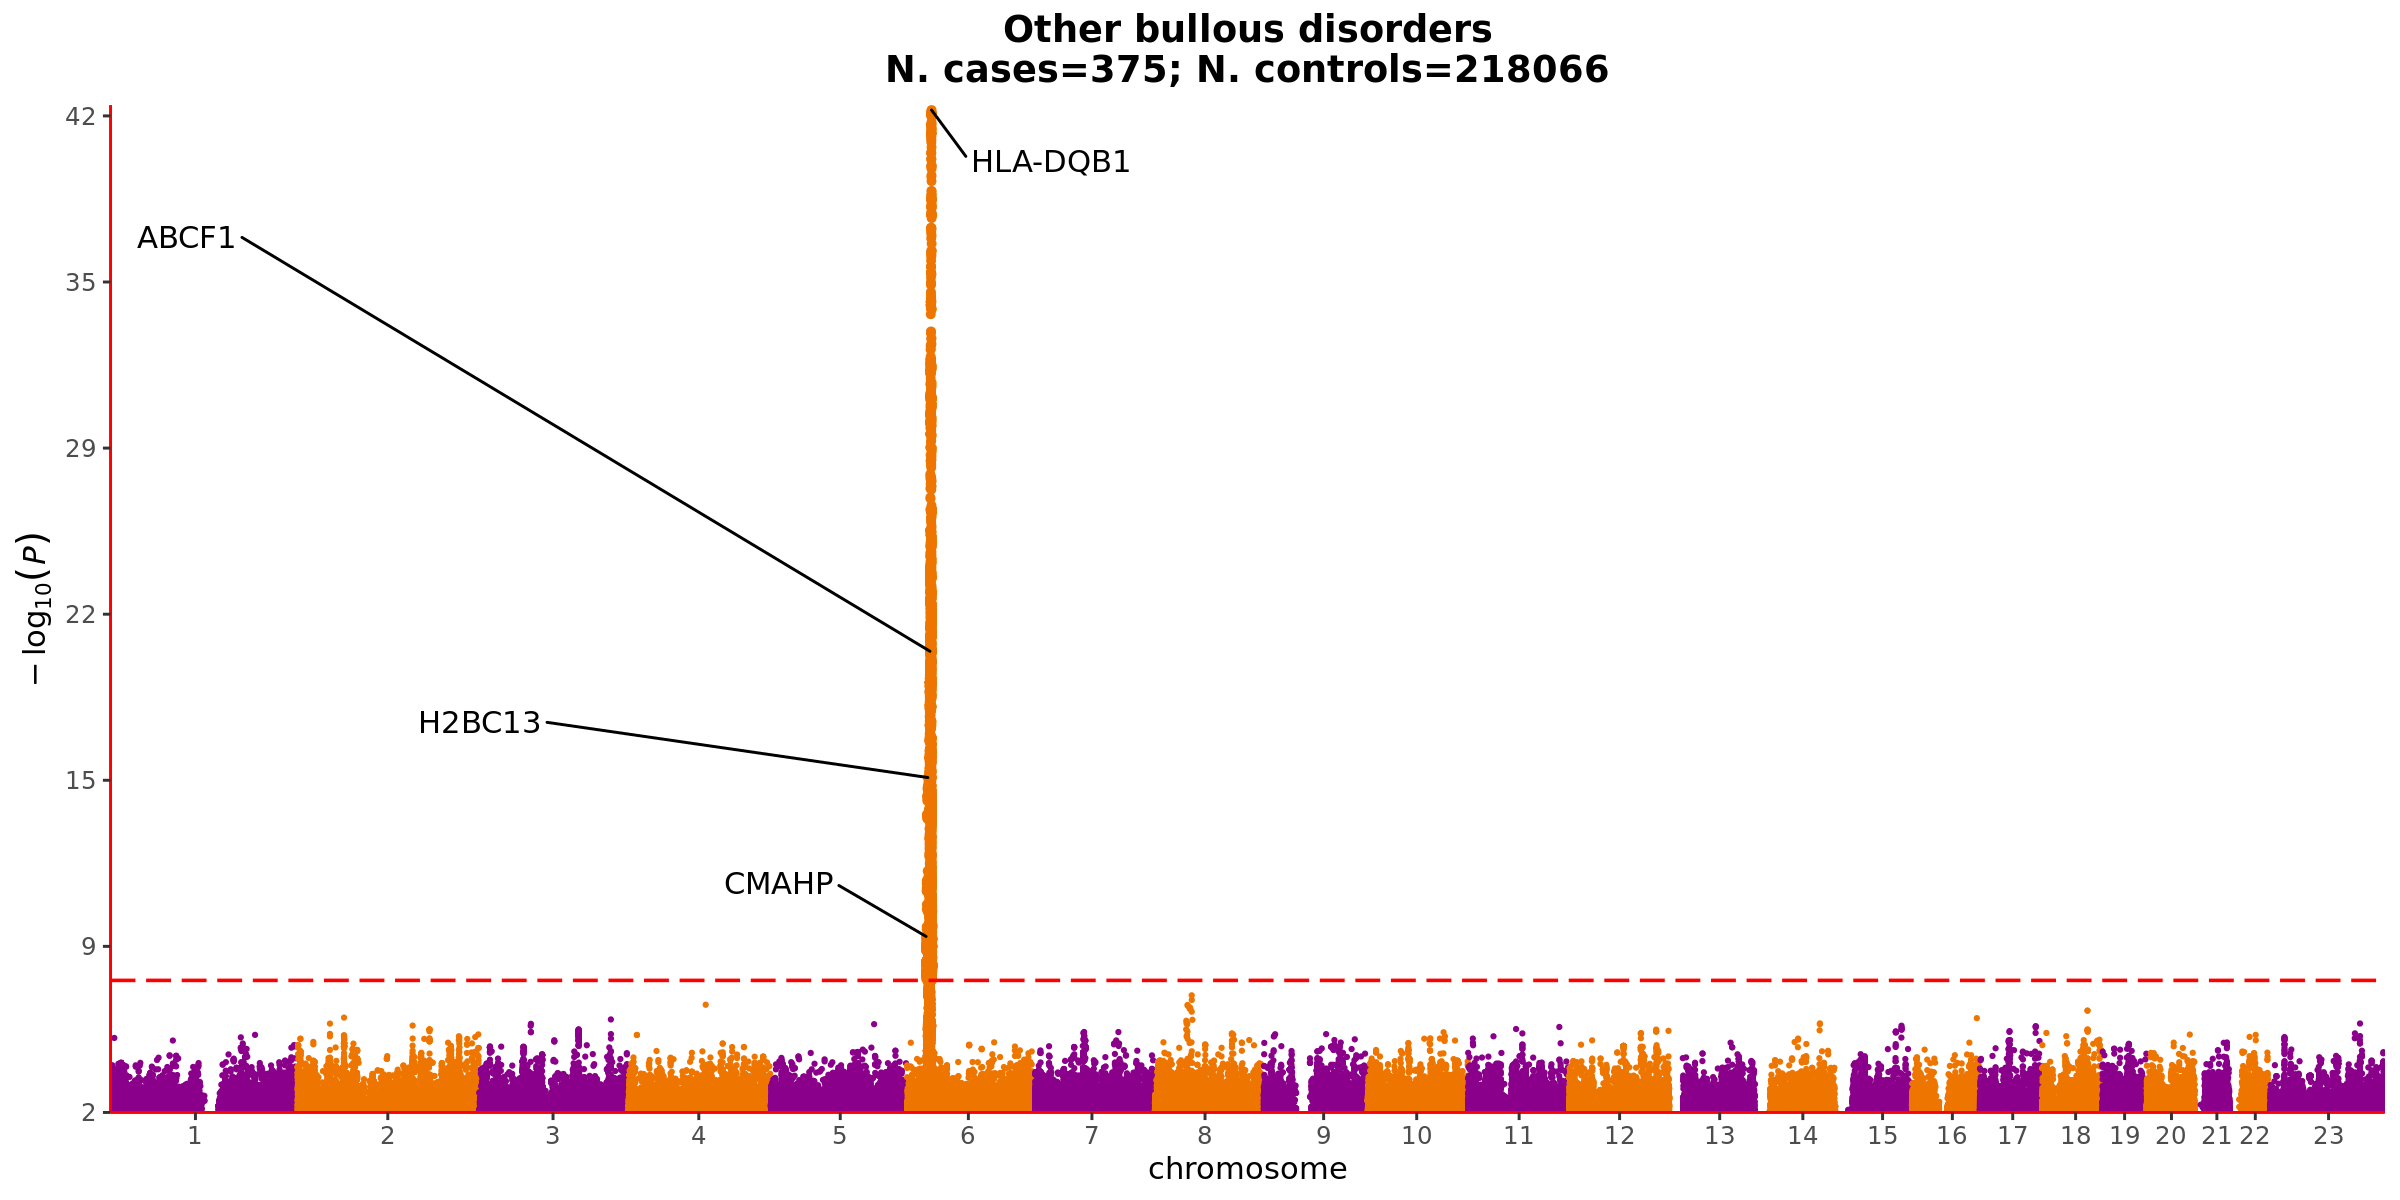 Other bullous disorders
N. cases=375; N. controls=218066
42
35
29
22
15
9
2
−log10(P)
HLA-DQB1
ABCF1
H2BC13
CMAHP
1 2 3 4 5 6 7 8 9 10 11 12 13 14 15 16 17 18 19 20 21 22 23
chromosome